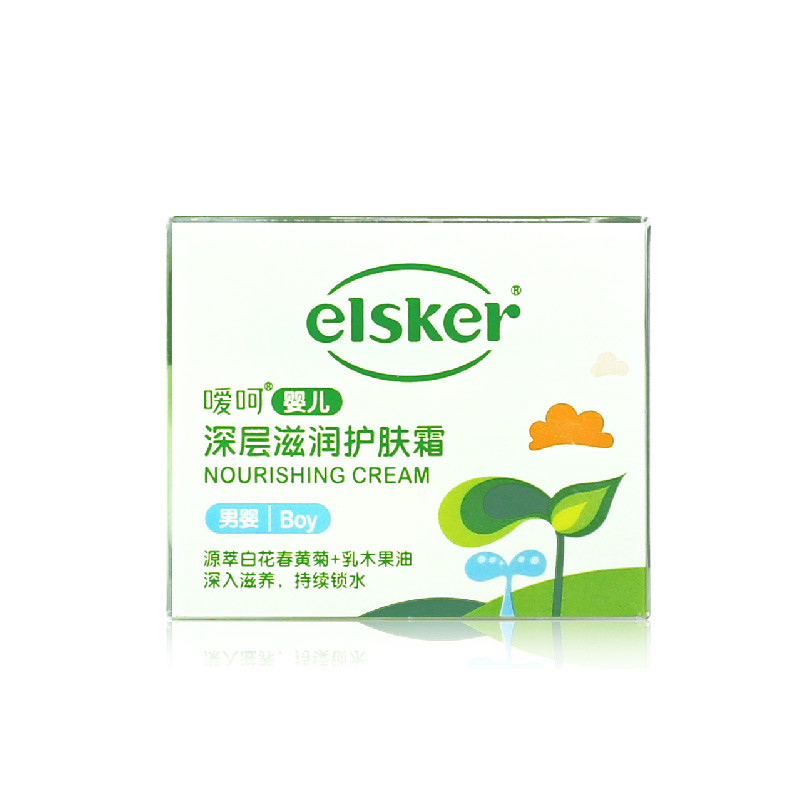 elsker®
嗳呵® 婴儿
深层滋润护肤霜
NOURISHING CREAM
男婴 | Boy
源萃白花春黄菊+乳木果油
深入滋养，持续锁水